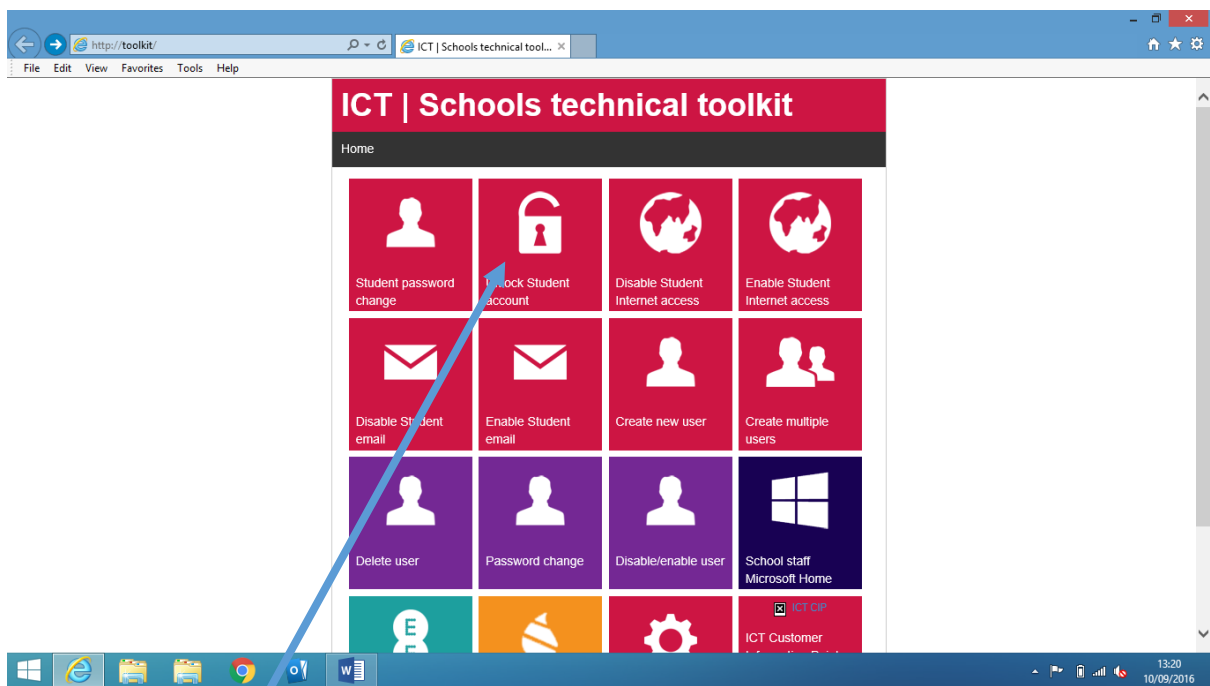 http://toolkit/
ICT | Schools technical tool...
File Edit View Favorites Tools Help
ICT | Schools technical toolkit
Home
Student password
change
Student
account
Disable Student
Internet access
Enable Student
Internet access
Disable Student
email
Enable Student
email
Create new user
Create multiple
users
Delete user
Password change
Disable/enable user
School staff
Microsoft Home
E
ICT CIP
ICT Customer
13:20
10/09/2016